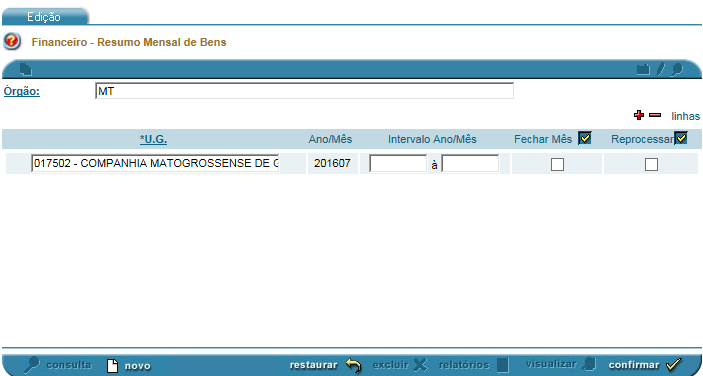 Edição
Financeiro - Resumo Mensal de Bens
Órgão: MT
linhas
*U.G. Ano/Mês Intervalo Ano/Mês Fechar Mês Reprocessar
017502 - COMPANHIA MATOGROSSENSE DE G 201607 à
consulta novo restaurar excluir relatórios visualizar confirmar